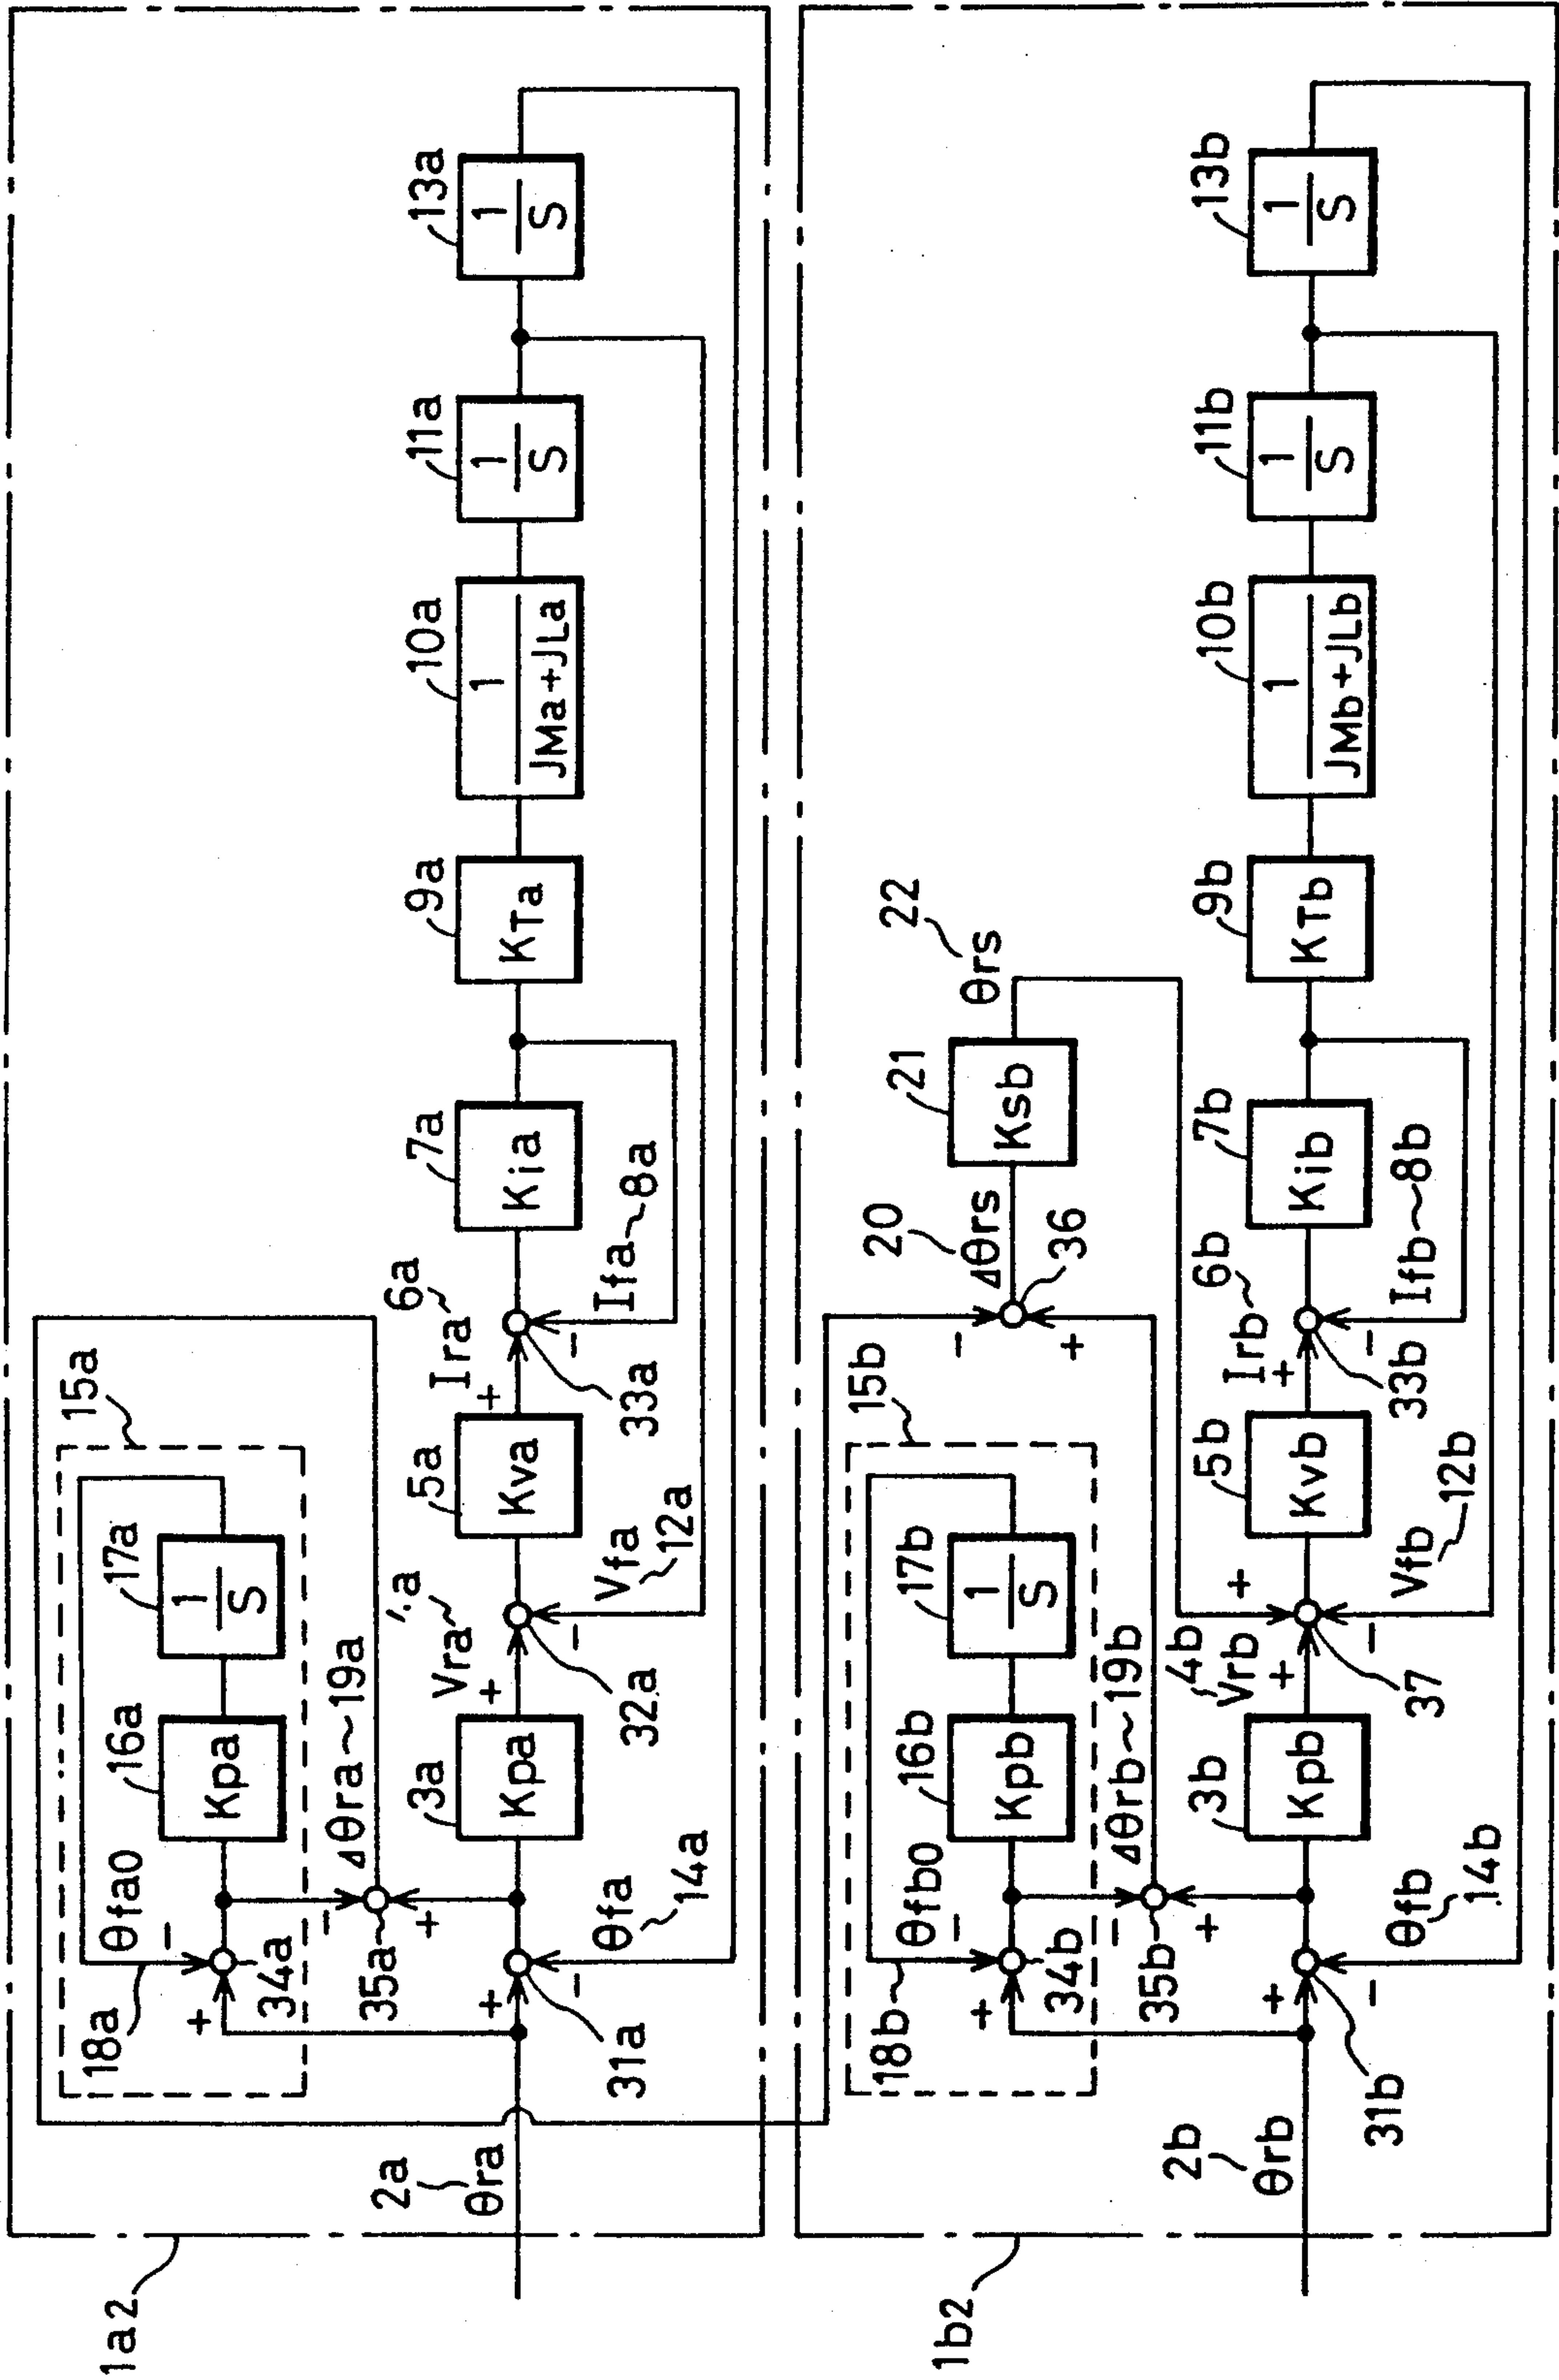 1a2
2a
θra
15a
18a
θfa0
16a
Kpa
17a
1
S
−
+
34a
35a
−
+
Δθra~19a
31a
+
−
3a
Kpa
Vra
+
−
32a
5a
Kva
Ira
6a
+
−
33a
7a
Kia
9a
KTa
10a
1
JMa+JLa
11a
1
S
13a
1
S
Ifa~8a
Vfa
12a
θfa
14a
1b2
2b
θrb
15b
18b
θfb0
16b
Kpb
17b
1
S
−
+
34b
35b
−
+
Δθrb~19b
−
+
36
20
Δθrs
21
Ksb
22
θrs
31b
+
−
3b
Kpb
4b
Vrb
+
+
−
37
5b
Kvb
Irb
6b
+
−
33b
7b
Kib
9b
KTb
10b
1
JMb+JLb
11b
1
S
13b
1
S
Ifb~8b
Vfb
12b
θfb
14b